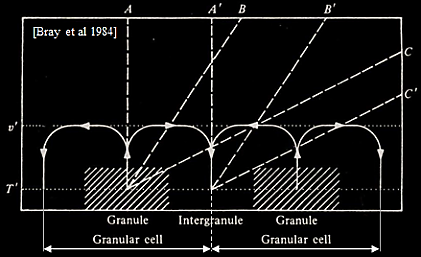 A A' B B'
[Bray et al 1984]
C
C'
v'
T'
Granule Intergranule Granule
Granular cell Granular cell